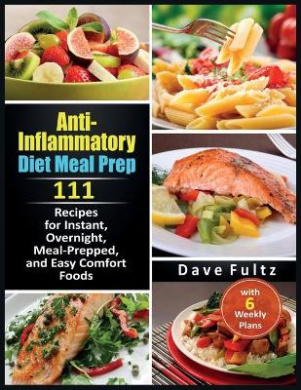 Anti-
Inflammatory
Diet Meal Prep
111
Recipes
for Instant,
Overnight,
Meal-Prepped,
and Easy Comfort
Foods
Dave Fultz
with
6
Weekly
Plans